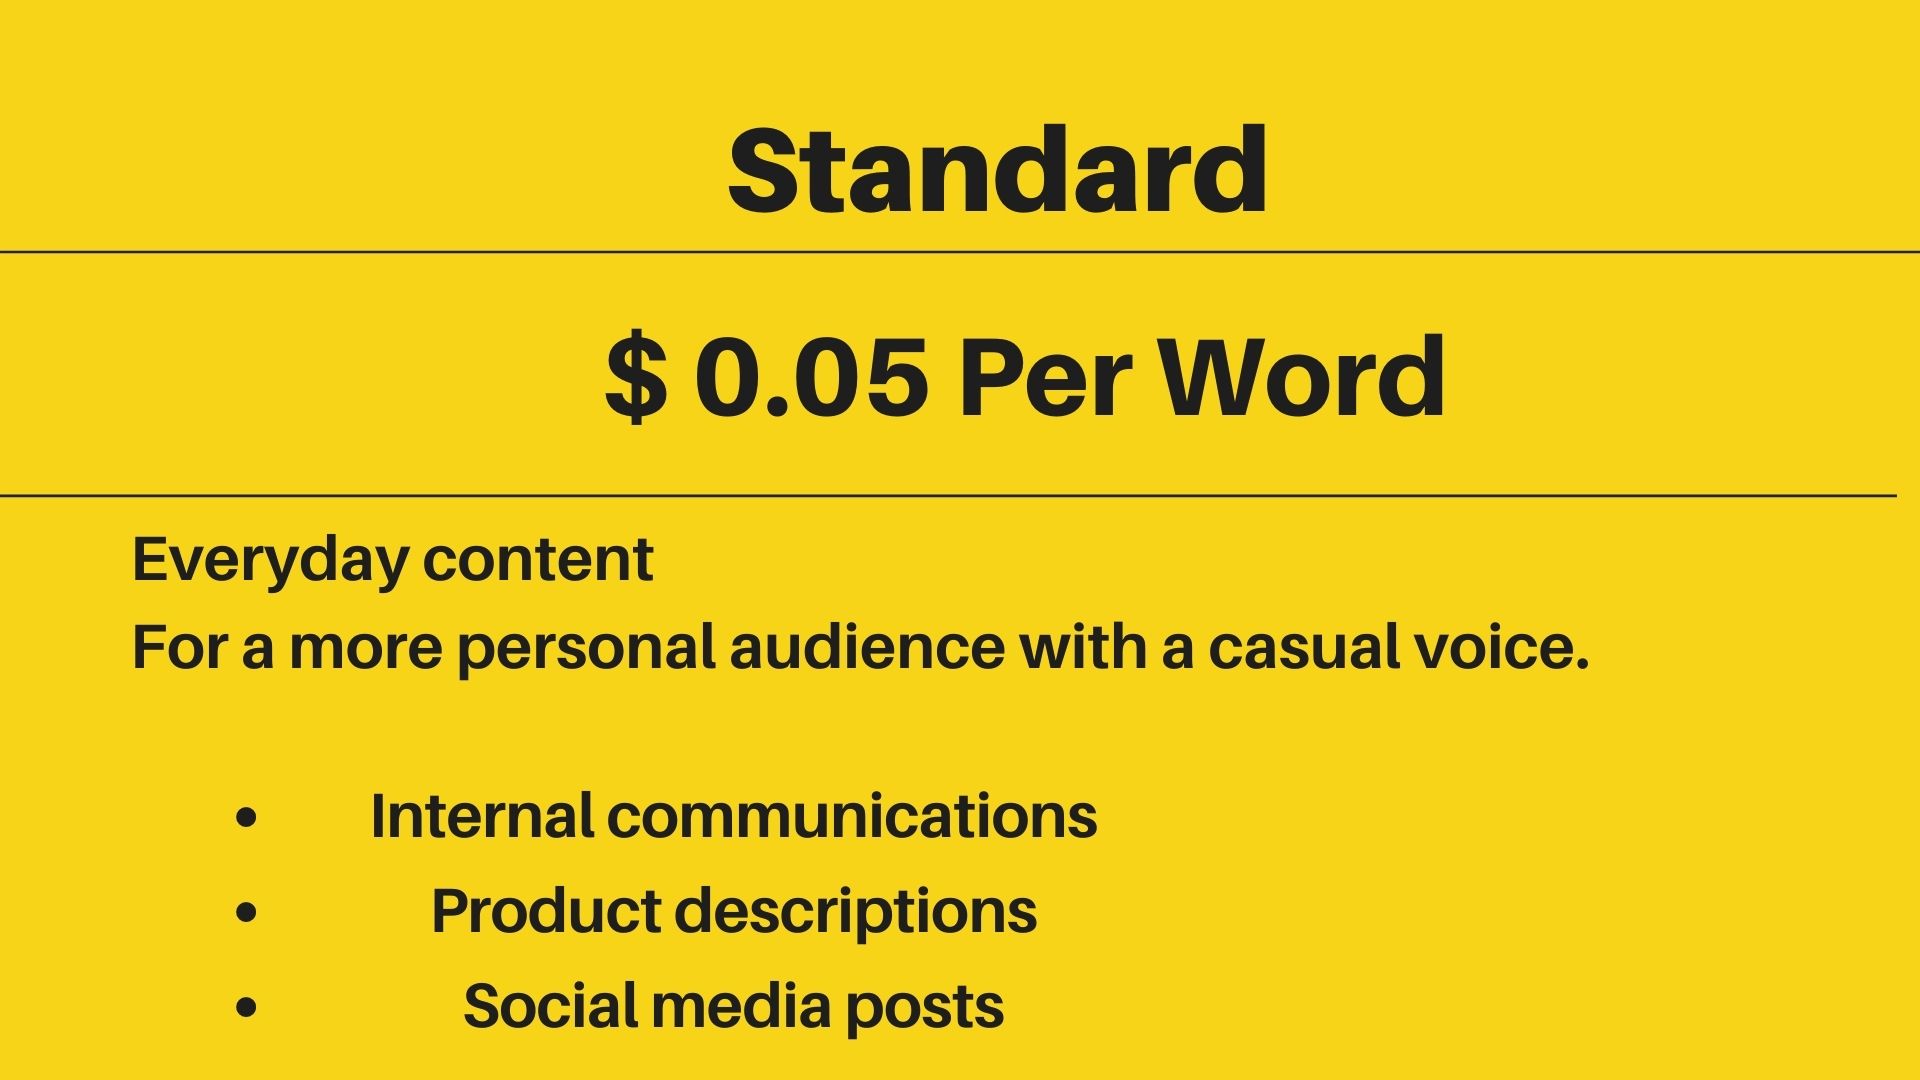 Standard
$ 0.05 Per Word
Everyday content
For a more personal audience with a casual voice.
• Internal communications
• Product descriptions
• Social media posts